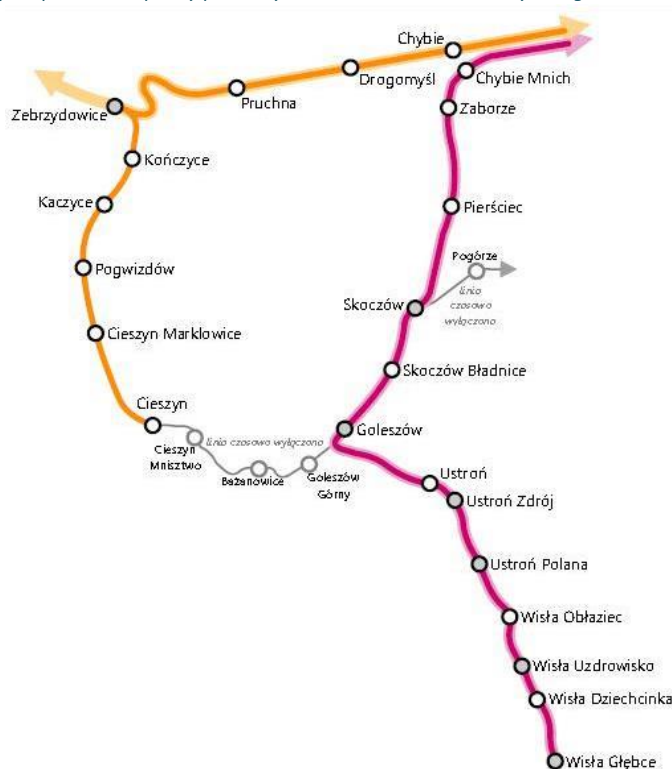 Chybie
Drogomyśl
Chybie Mnich
Pruchna
Zebrzydowice
Zaborze
Kończyce
Kaczyce
Pierściec
Pogórze
Pogwizdów
linia
czasowo
wyłączona
Skoczów
Cieszyn Marklowice
Skoczów Bładnice
Cieszyn
Goleszów
linia czasowo wyłączona
Cieszyn
Mnisztwo
Bażanowice
Goleszów
Górny
Ustroń
Ustroń Zdrój
Ustroń Polana
Wisła Obłaziec
Wisła Uzdrowisko
Wisła Dziechcinka
Wisła Głębce